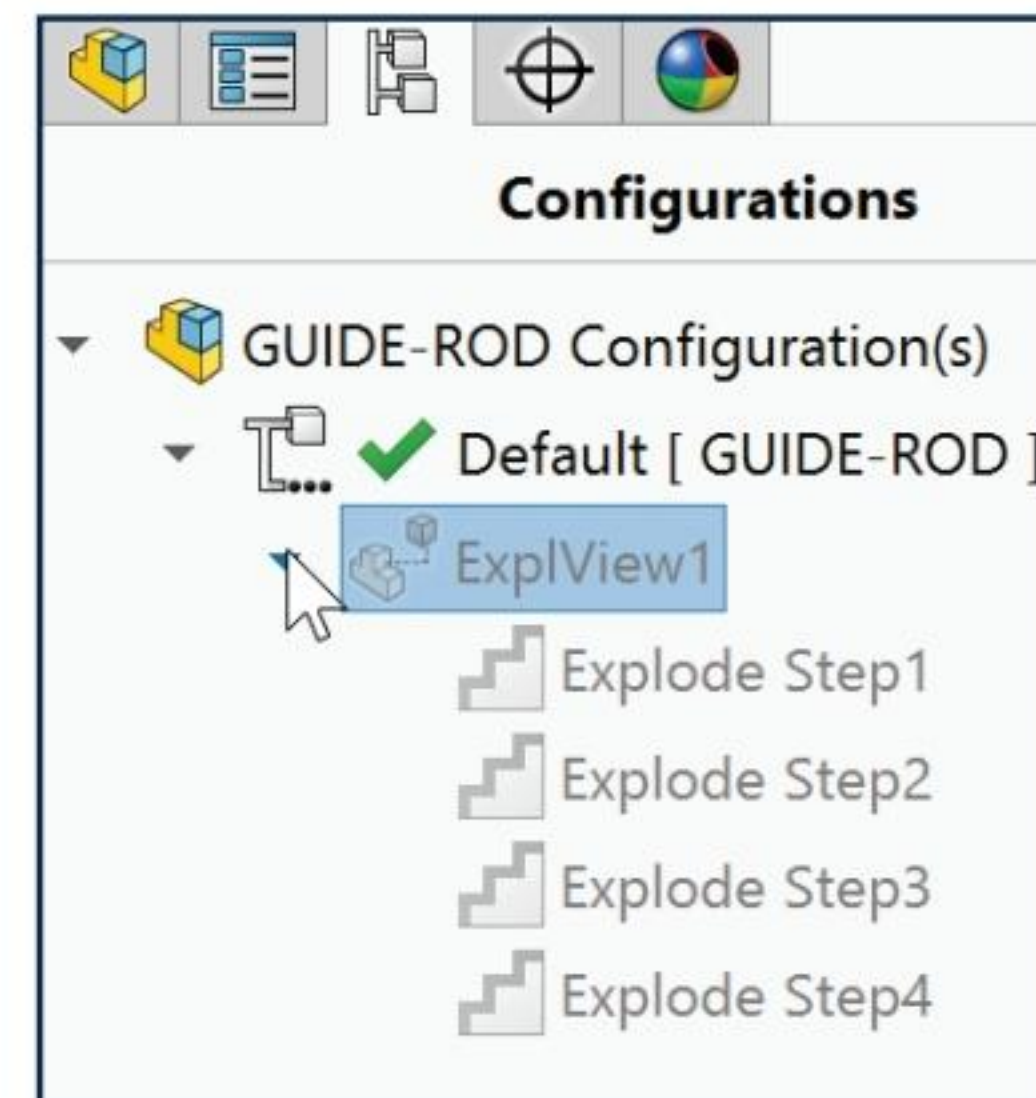 Configurations
GUIDE-ROD Configuration(s)
Default [ GUIDE-ROD ]
ExplView1
Explode Step1
Explode Step2
Explode Step3
Explode Step4